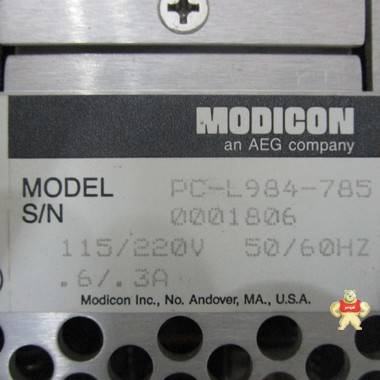 MODICON
an AEG company
MODEL PC-L984-785
S/N 0001806
115/220V 50/60HZ
.6/.3A
Modicon Inc., No. Andover, MA., U.S.A.